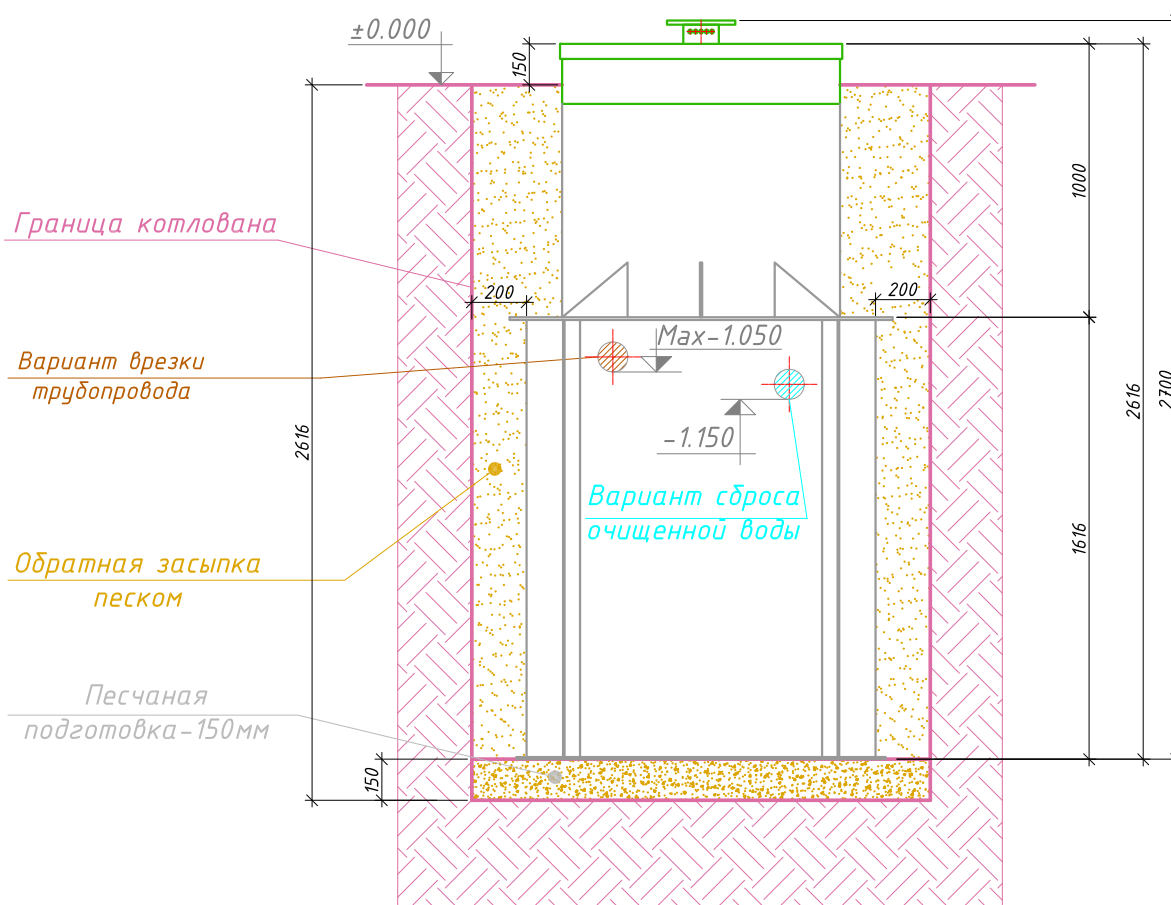 ±0.000
150
1000
Граница котлована
200
200
Max-1.050
Вариант врезки
трубопровода
2616
2616
2700
-1.150
Вариант сброса
очищенной воды
1616
Обратная засыпка
песком
Песчаная
подготовка-150мм
150